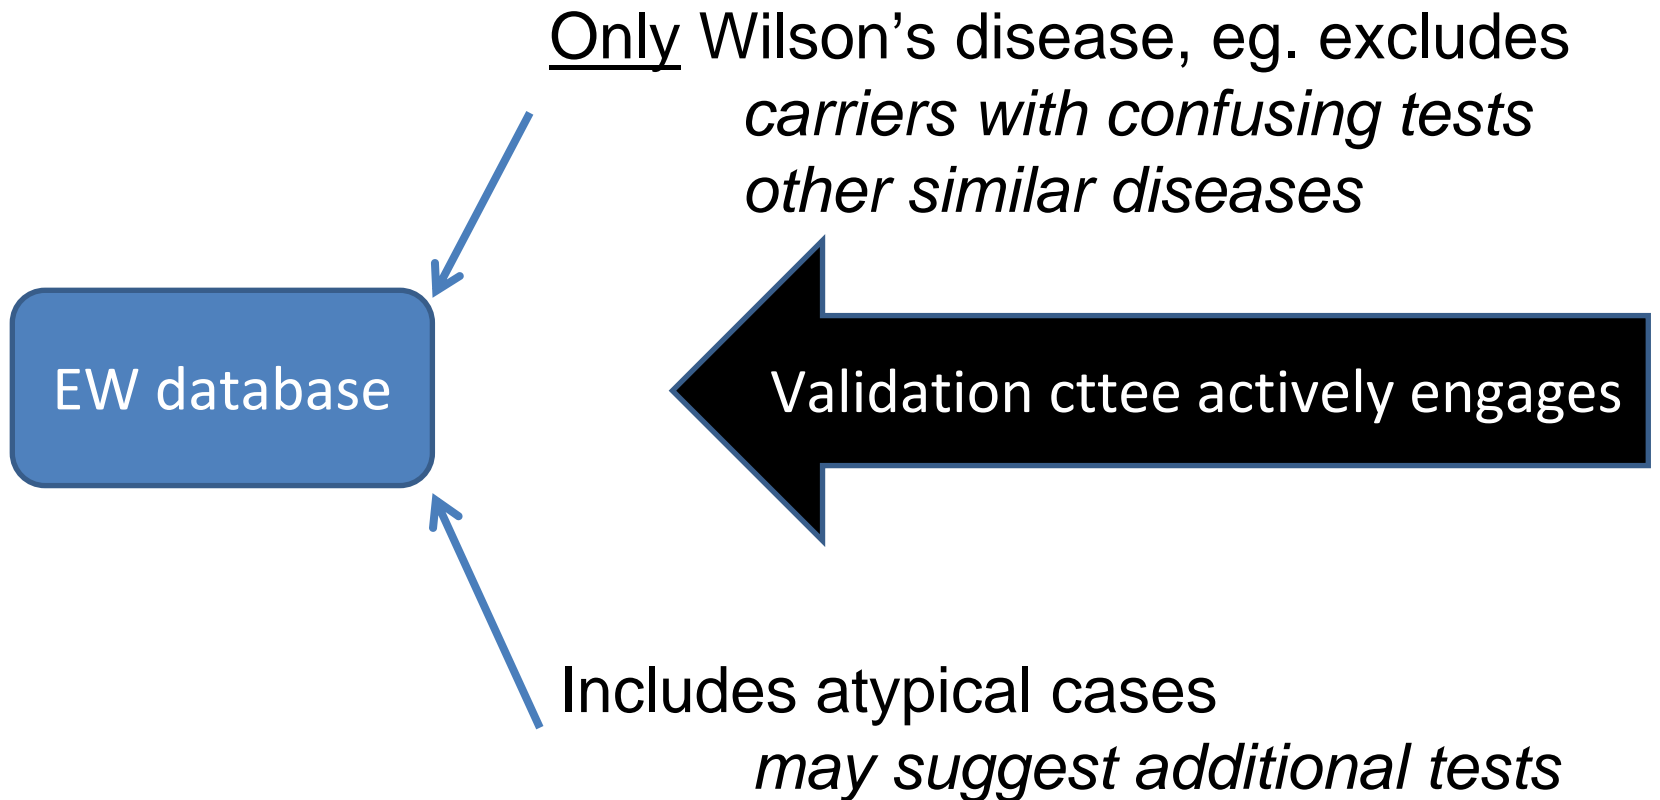 Only Wilson’s disease, eg. excludes
carriers with confusing tests
other similar diseases
EW database
Validation cttee actively engages
Includes atypical cases
may suggest additional tests